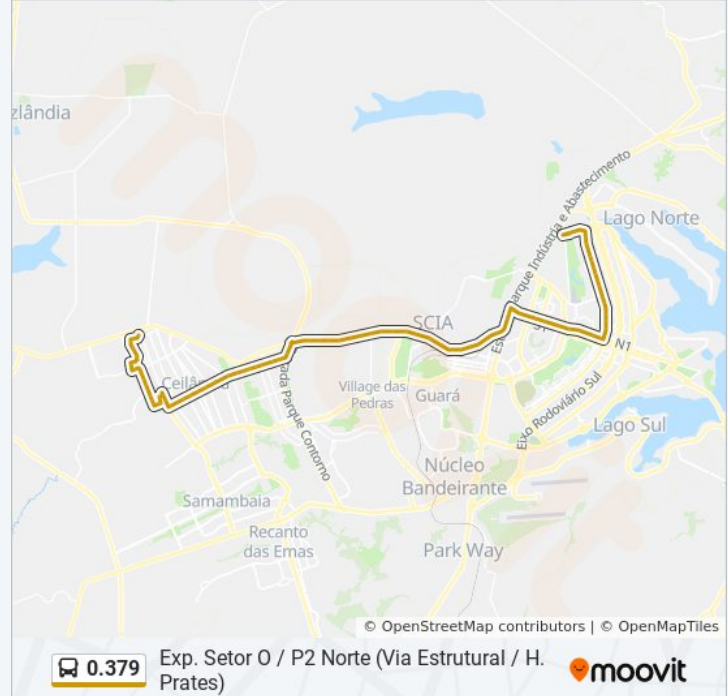 zlândia
Estrada Parque Indústria e Abastecimento
Lago Norte
SCIA
N1
Ceilândia
Estrada Parque Contorno
Village das
Pedras
Guará
Eixo Rodoviário Sul
Lago Sul
Núcleo
Bandeirante
Samambaia
Recanto
das Emas
Park Way
© OpenStreetMap contributors | © OpenMapTiles
0.379
Exp. Setor O / P2 Norte (Via Estrutural / H.
Prates)
moovit